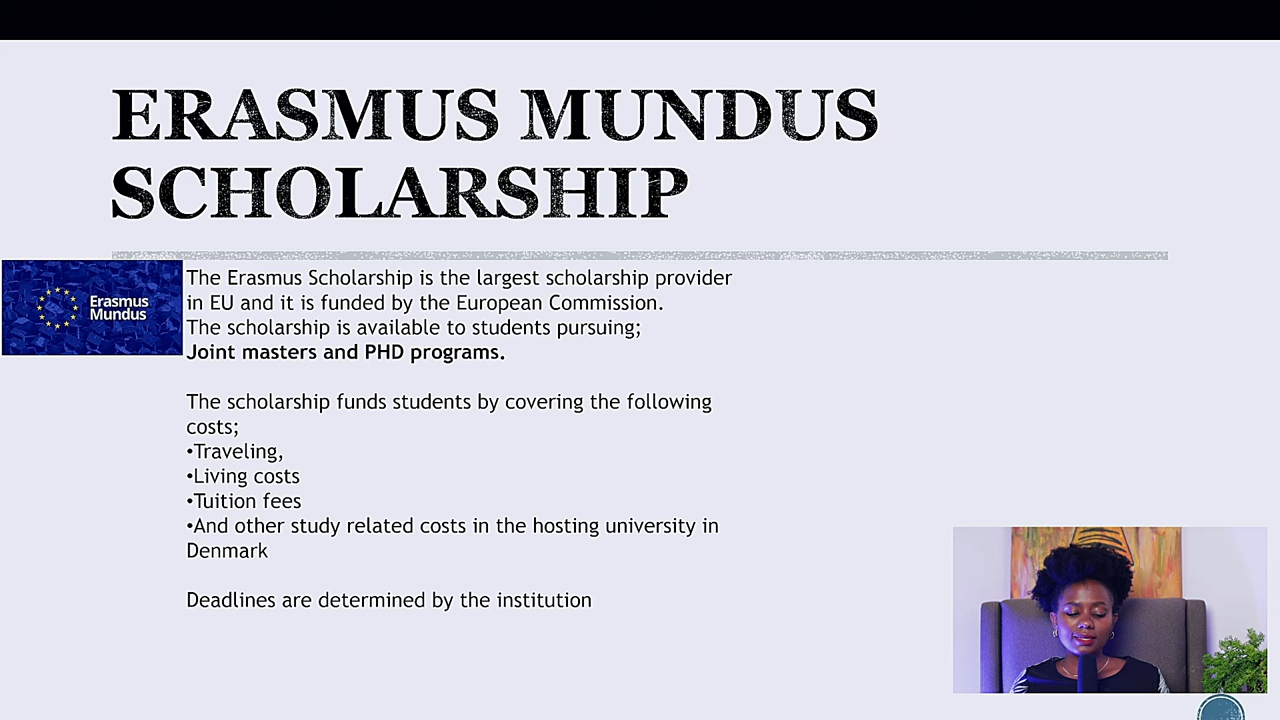 ERASMUS MUNDUS
SCHOLARSHIP
Erasmus
Mundus
The Erasmus Scholarship is the largest scholarship provider
in EU and it is funded by the European Commission.
The scholarship is available to students pursuing;
Joint masters and PHD programs.
The scholarship funds students by covering the following
costs;
•Traveling,
•Living costs
•Tuition fees
•And other study related costs in the hosting university in
Denmark
Deadlines are determined by the institution